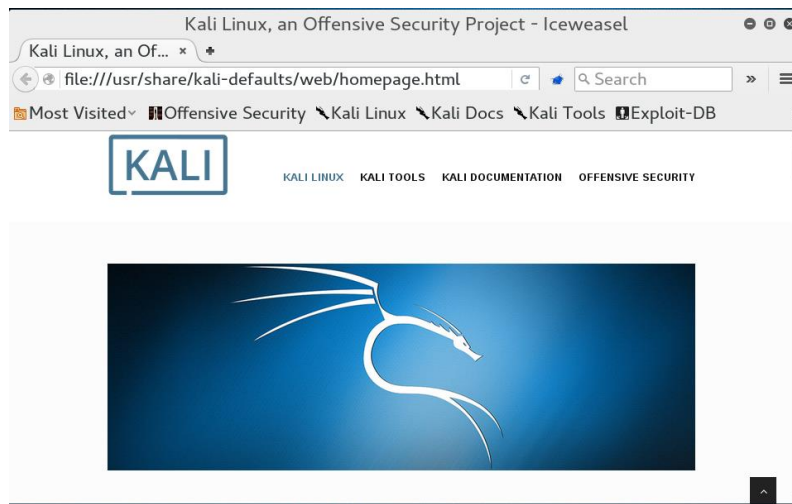 Kali Linux, an Offensive Security Project - Iceweasel
Kali Linux, an Of...
file:///usr/share/kali-defaults/web/homepage.html Search
Most Visited Offensive Security Kali Linux Kali Docs Kali Tools Exploit-DB
KALI
KALI LINUX KALI TOOLS KALI DOCUMENTATION OFFENSIVE SECURITY